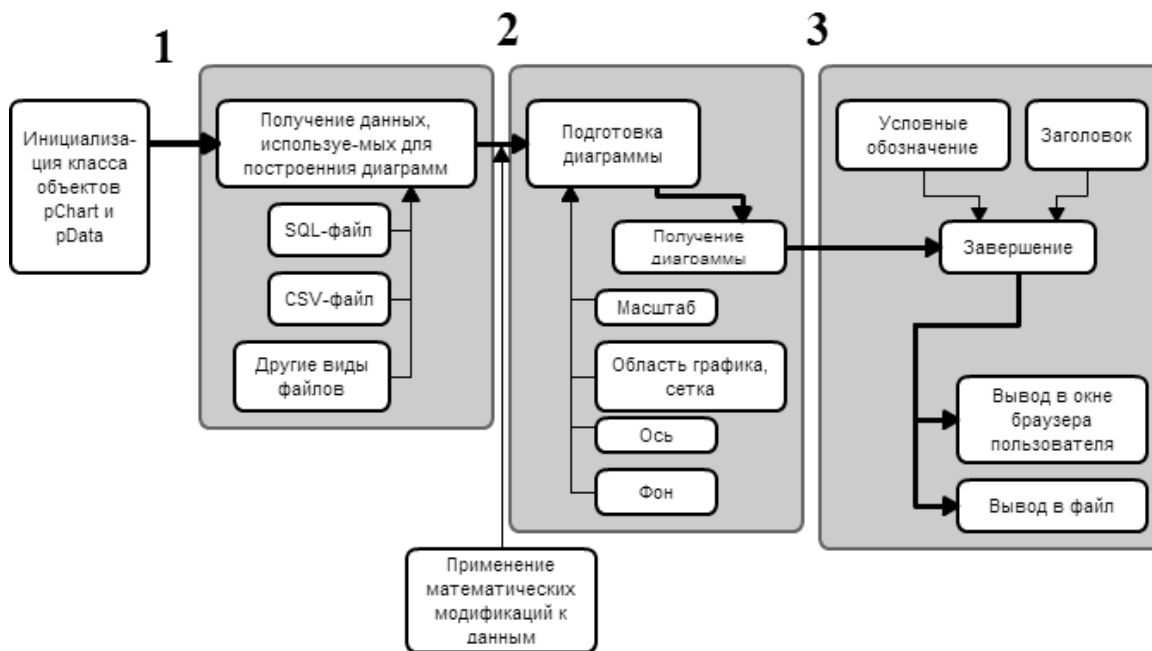 1
2
3
Инициализа-
ция класса
объектов
pChart и
pData
Получение данных,
используе-мых для
построенния диаграмм
SQL-файл
CSV-файл
Другие виды
файлов
Подготовка
диаграммы
Получение
диаграммы
Масштаб
Область графика,
сетка
Ось
Фон
Применение
математических
модификаций к
данным
Условные
обозначение
Заголовок
Завершение
Вывод в окне
браузера
пользователя
Вывод в файл